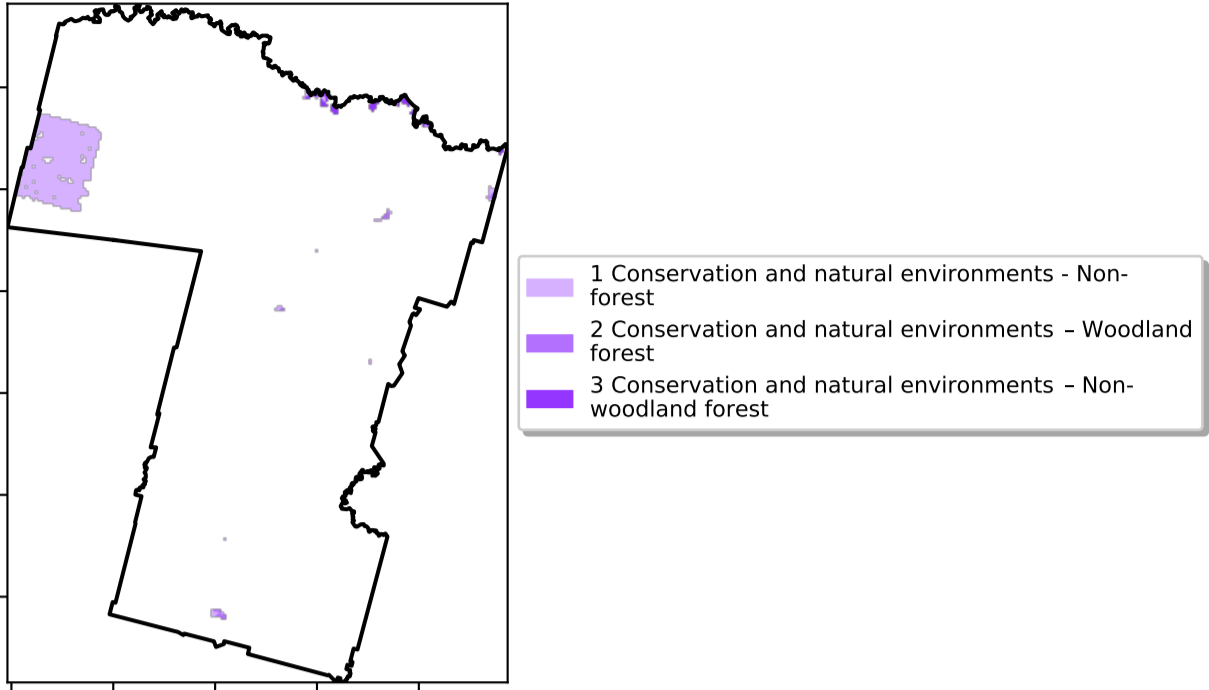 1 Conservation and natural environments - Non-
forest
2 Conservation and natural environments – Woodland
forest
3 Conservation and natural environments – Non-
woodland forest